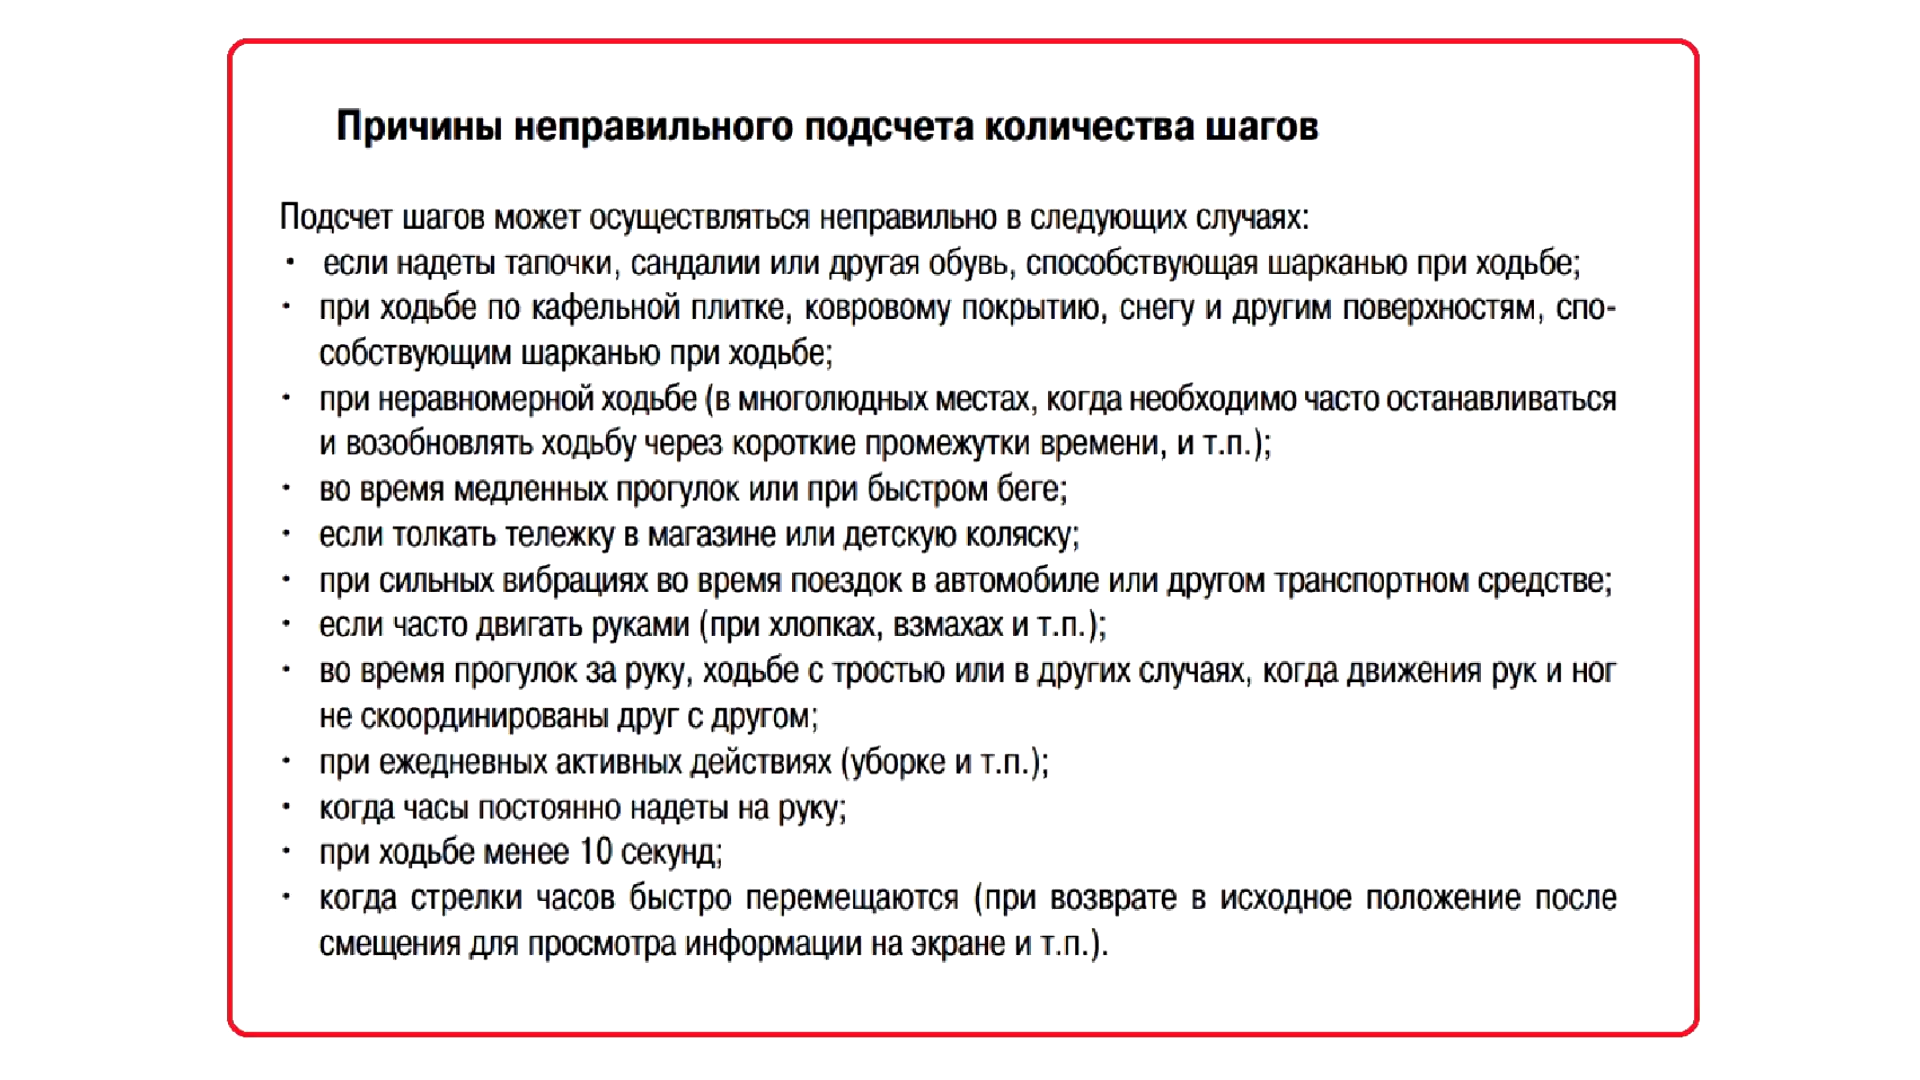 Причины неправильного подсчета количества шагов
Подсчет шагов может осуществляться неправильно в следующих случаях:
• если надеты тапочки, сандалии или другая обувь, способствующая шарканью при ходьбе;
• при ходьбе по кафельной плитке, ковровому покрытию, снегу и другим поверхностям, спо-
собствующим шарканью при ходьбе;
• при неравномерной ходьбе (в многолюдных местах, когда необходимо часто останавливаться
и возобновлять ходьбу через короткие промежутки времени, и т.п.);
• во время медленных прогулок или при быстром беге;
• если толкать тележку в магазине или детскую коляску;
• при сильных вибрациях во время поездок в автомобиле или другом транспортном средстве;
• если часто двигать руками (при хлопках, взмахах и т.п.);
• во время прогулок за руку, ходьбе с тростью или в других случаях, когда движения рук и ног
не скоординированы друг с другом;
• при ежедневных активных действиях (уборке и т.п.);
• когда часы постоянно надеты на руку;
• при ходьбе менее 10 секунд;
• когда стрелки часов быстро перемещаются (при возврате в исходное положение после
смещения для просмотра информации на экране и т.п.).